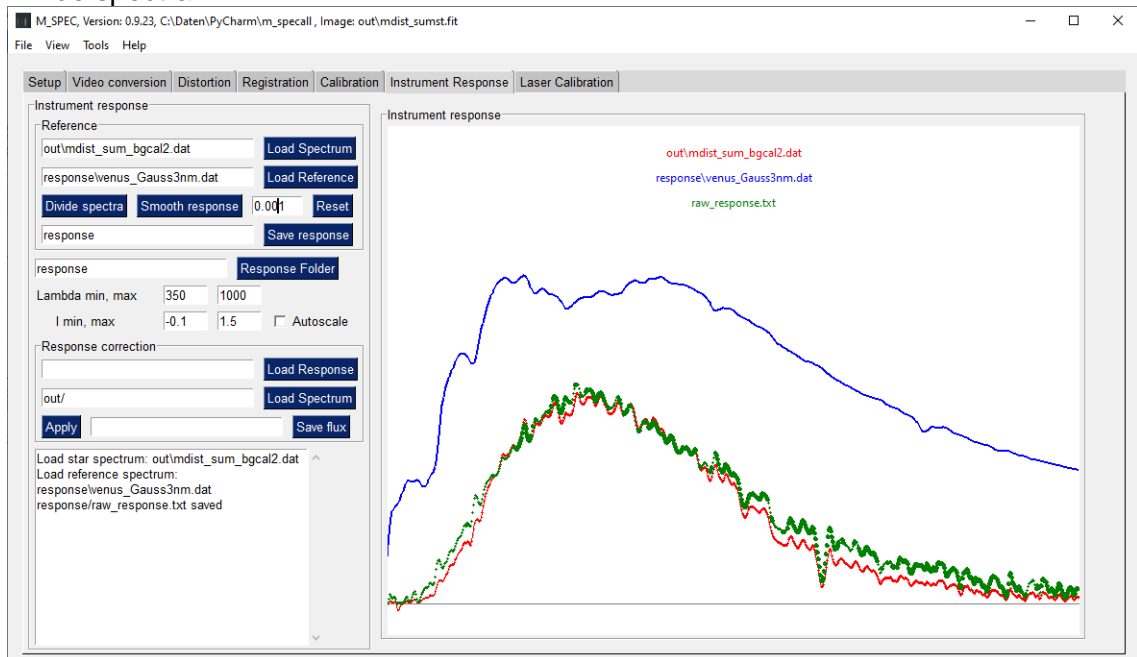 M_SPEC, Version: 0.9.23, C:\Daten\PyCharm\m_specall , Image: out\mdist_sumst.fit
File View Tools Help
Setup Video conversion Distortion Registration Calibration Instrument Response Laser Calibration
Instrument response
Reference
out\mdist_sum_bgcal2.dat Load Spectrum
response\venus_Gauss3nm.dat Load Reference
Divide spectra Smooth response 0.001 Reset
response Save response
response Response Folder
Lambda min, max 350 1000
I min, max -0.1 1.5 Autoscale
Response correction
Load Response
out/ Load Spectrum
Apply Save flux
Load star spectrum: out\mdist_sum_bgcal2.dat
Load reference spectrum:
response\venus_Gauss3nm.dat
response/raw_response.txt saved
Instrument response
out\mdist_sum_bgcal2.dat
response\venus_Gauss3nm.dat
raw_response.txt